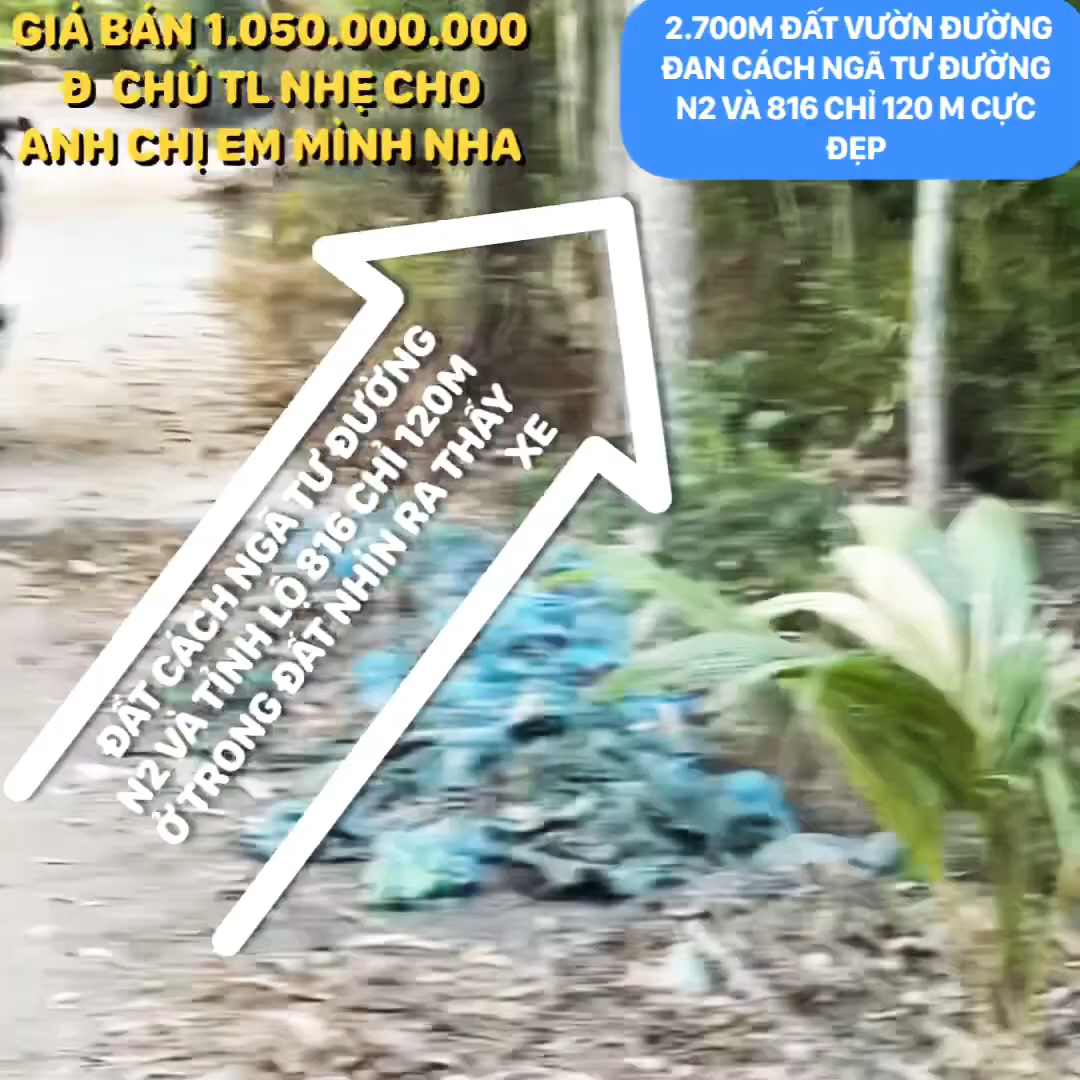 GIÁ BÁN 1.050.000.000
Đ CHỦ TL NHẸ CHO
ANH CHỊ EM MÌNH NHA
2.700M ĐẤT VƯỜN ĐƯỜNG
ĐAN CÁCH NGÃ TƯ ĐƯỜNG
N2 VÀ 816 CHỈ 120 M CỰC
ĐẸP
ĐẤT CÁCH NGÃ TƯ ĐƯỜNG
N2 VÀ TỈNH LỘ 816 CHỈ 120M
Ở TRONG ĐẤT NHÌN RA THẤY
XE